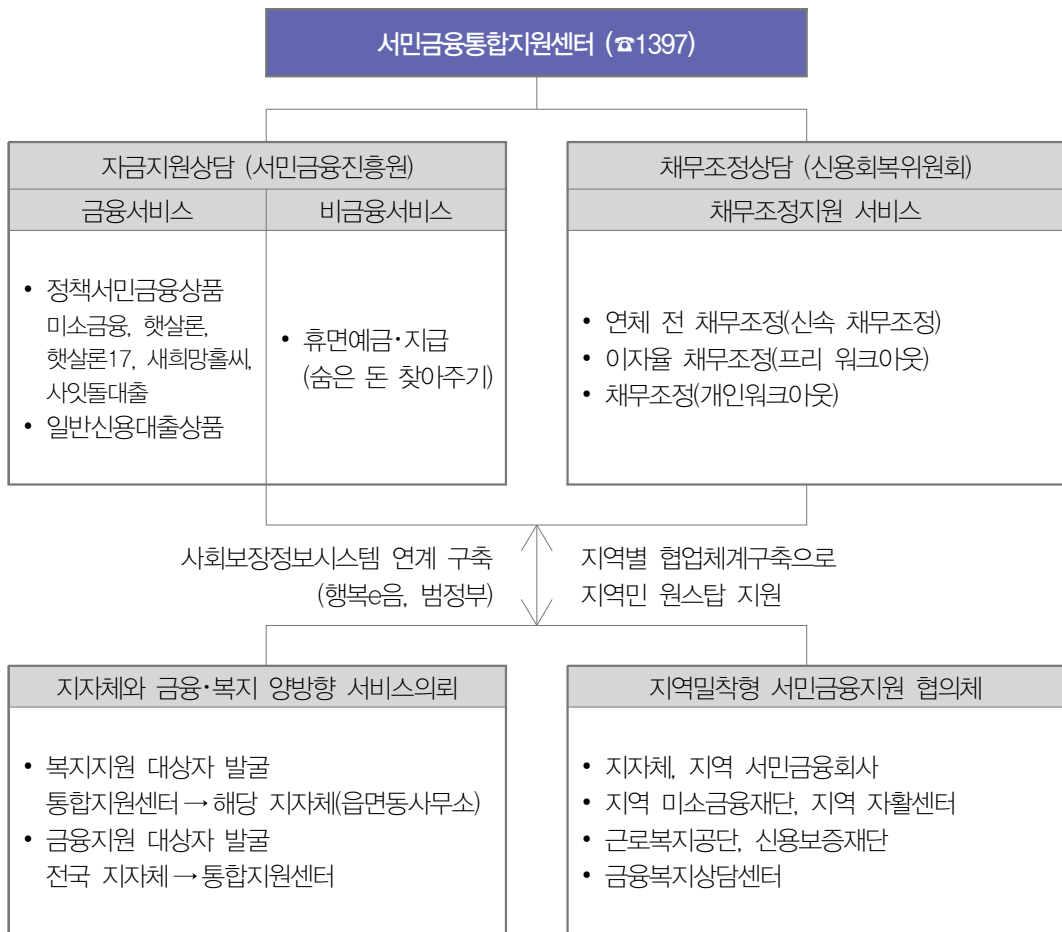 서민금융통합지원센터 (☎1397)
자금지원상담 (서민금융진흥원)
금융서비스
비금융서비스
• 정책서민금융상품
미소금융, 햇살론,
햇살론17, 새희망홀씨,
사잇돌대출
• 일반신용대출상품
• 휴면예금·지급
(숨은 돈 찾아주기)
채무조정상담 (신용회복위원회)
채무조정지원 서비스
• 연체 전 채무조정(신속 채무조정)
• 이자율 채무조정(프리 워크아웃)
• 채무조정(개인워크아웃)
사회보장정보시스템 연계 구축
(행복e음, 범정부)
지역별 협업체계구축으로
지역민 원스탑 지원
지자체와 금융·복지 양방향 서비스의뢰
• 복지지원 대상자 발굴
통합지원센터 → 해당 지자체(읍면동사무소)
• 금융지원 대상자 발굴
전국 지자체 → 통합지원센터
지역밀착형 서민금융지원 협의체
• 지자체, 지역 서민금융회사
• 지역 미소금융재단, 지역 자활센터
• 근로복지공단, 신용보증재단
• 금융복지상담센터